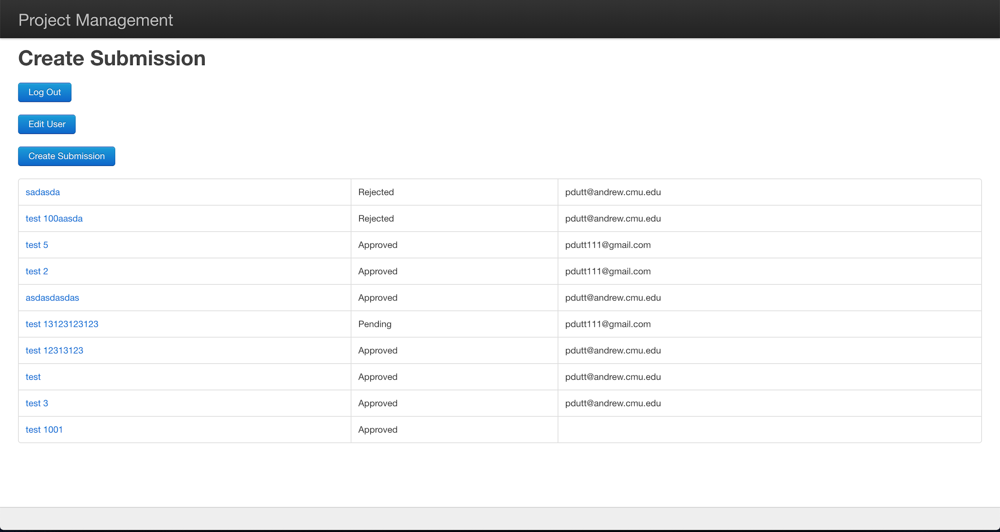 Project Management
Create Submission
Log Out
Edit User
Create Submission
sadasda Rejected pdutt@andrew.cmu.edu
test 100aasda Rejected pdutt@andrew.cmu.edu
test 5 Approved pdutt111@gmail.com
test 2 Approved pdutt111@gmail.com
asdasdasdas Approved pdutt@andrew.cmu.edu
test 13123123123 Pending pdutt111@gmail.com
test 12313123 Approved pdutt@andrew.cmu.edu
test Approved pdutt@andrew.cmu.edu
test 3 Approved pdutt@andrew.cmu.edu
test 1001 Approved